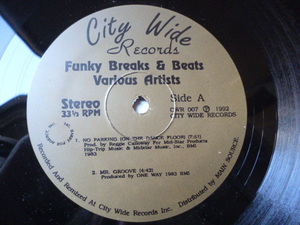 City Wide
Records
Funky Breaks & Beats
Various Artists
Stereo
33⅓ RPM
Side A
CWR 007 Ⓟ 1992
CITY WIDE RECORDS
1. NO PARKING (ON THE DANCE FLOOR) (7:21)
Prod. by Reggie Calloway For Mid-Star Productions
Hip-Trip Music & Midstar Music, Inc., BMI
1983
2. MR. GROOVE (4:43)
Produced by ONE WAY 1983 BMI
Recorded And Remixed At City Wide Records Inc. Distributed by MAIN SOURCE